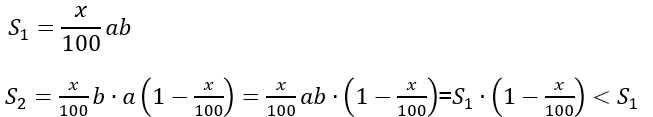 S₁ = x/100 ab
S₂ = x/100 b · a (1 − x/100) = x/100 ab · (1 − x/100)=S₁ · (1 − x/100) < S₁